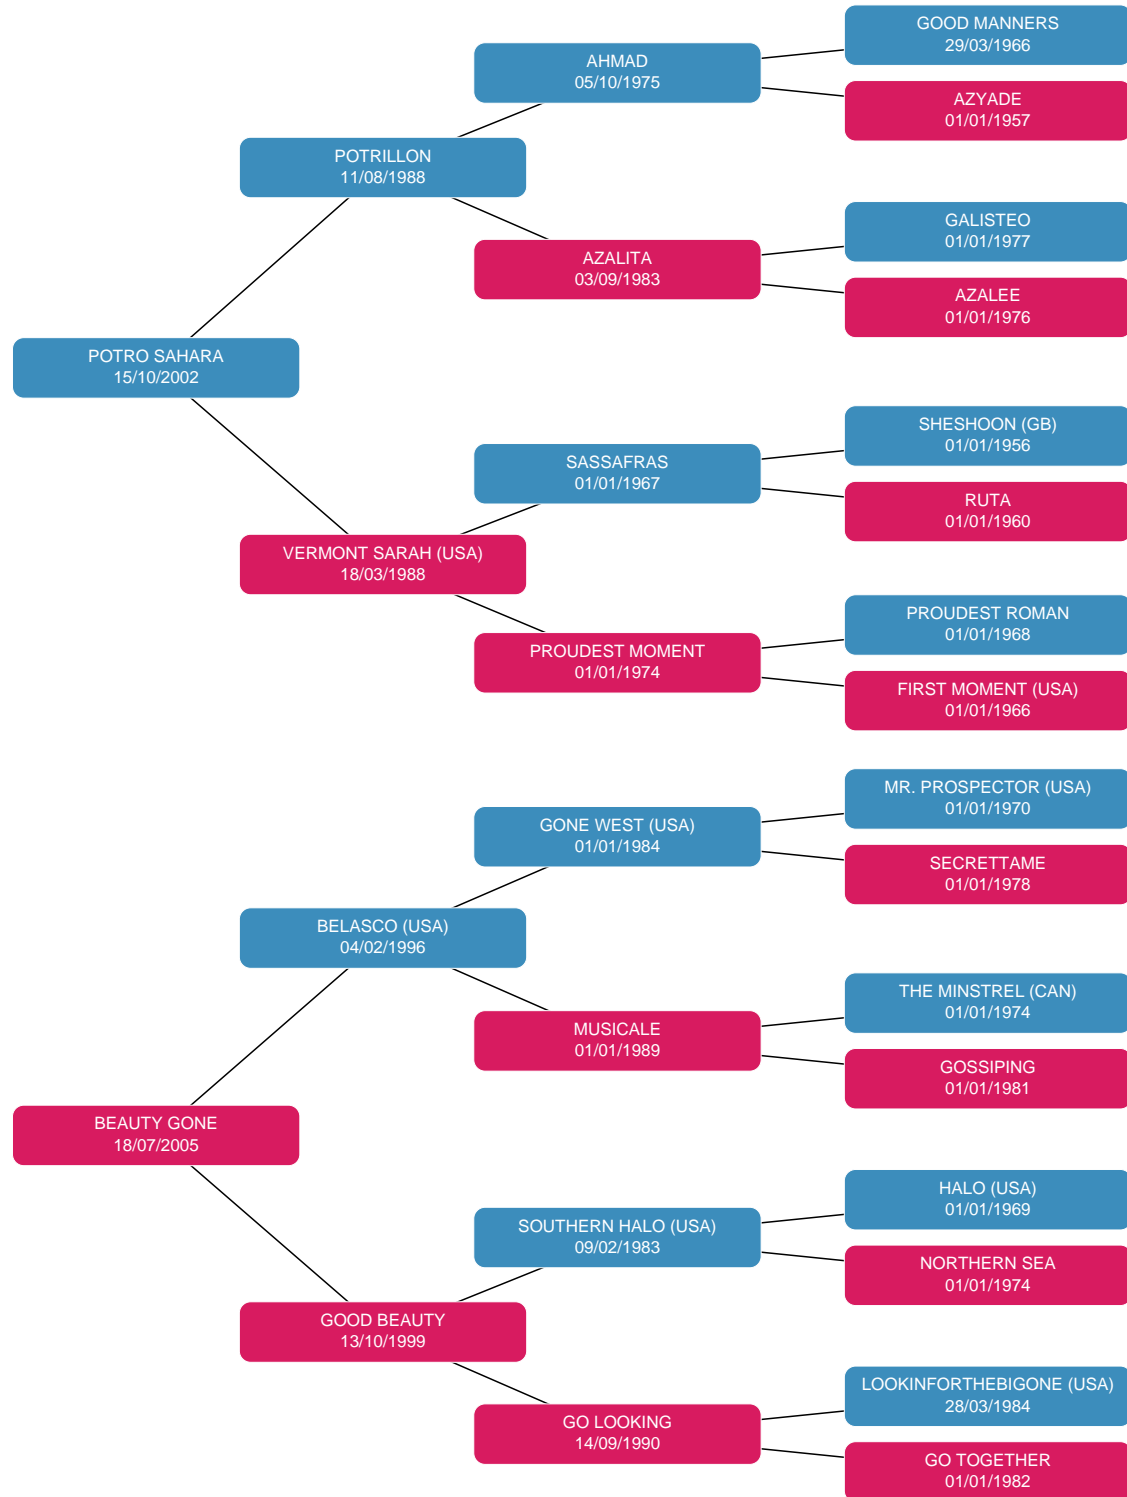 GOOD MANNERS
29/03/1966
AHMAD
05/10/1975
AZYADE
01/01/1957
POTRILLON
11/08/1988
GALISTEO
01/01/1977
AZALITA
03/09/1983
AZALEE
01/01/1976
POTRO SAHARA
15/10/2002
SHESHOON (GB)
01/01/1956
SASSAFRAS
01/01/1967
RUTA
01/01/1960
VERMONT SARAH (USA)
18/03/1988
PROUDEST ROMAN
01/01/1968
PROUDEST MOMENT
01/01/1974
FIRST MOMENT (USA)
01/01/1966
MR. PROSPECTOR (USA)
01/01/1970
GONE WEST (USA)
01/01/1984
SECRETTAME
01/01/1978
BELASCO (USA)
04/02/1996
THE MINSTREL (CAN)
01/01/1974
MUSICALE
01/01/1989
GOSSIPING
01/01/1981
BEAUTY GONE
18/07/2005
HALO (USA)
01/01/1969
SOUTHERN HALO (USA)
09/02/1983
NORTHERN SEA
01/01/1974
GOOD BEAUTY
13/10/1999
LOOKINFORTHEBIGONE (USA)
28/03/1984
GO LOOKING
14/09/1990
GO TOGETHER
01/01/1982